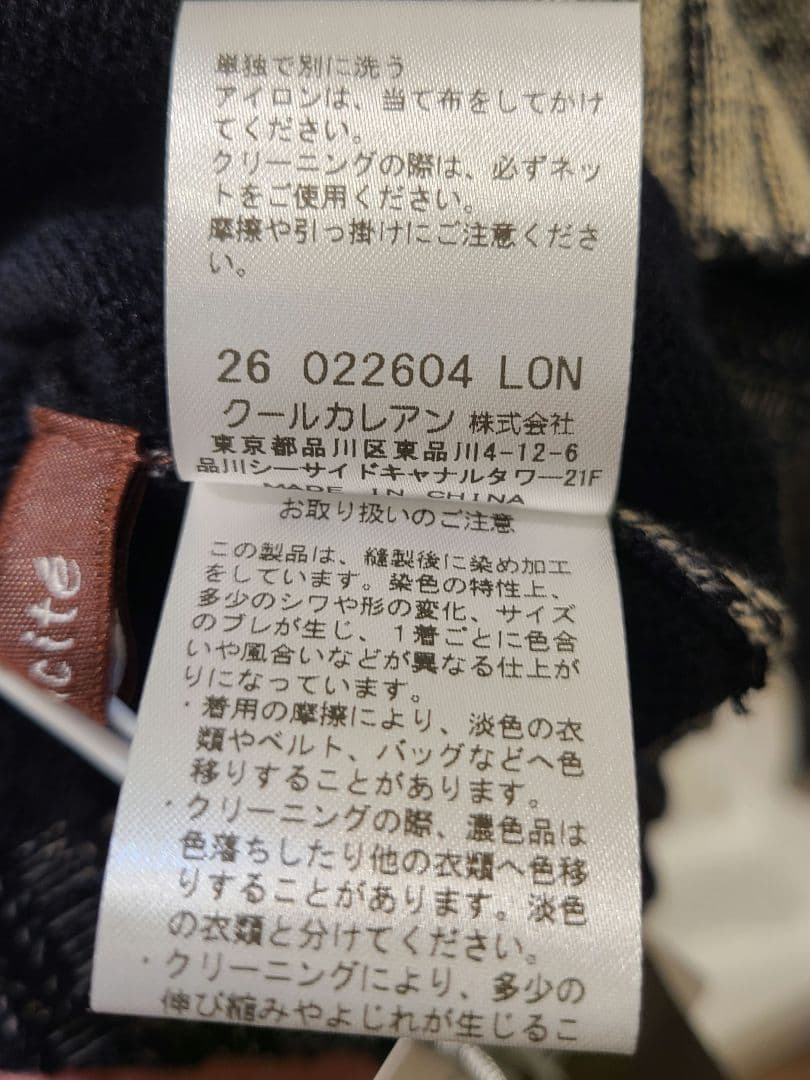 単独で別に洗う
アイロンは、当て布をしてかけ
てください。
クリーニングの際は、必ずネッ
トをご使用ください。
摩擦や引っ掛けにご注意くださ
い。
26 022604 LON
クールカレアン 株式会社
東京都品川区東品川4-12-6
品川シーサイドキャナルタワー21F
MADE IN CHINA
お取り扱いのご注意
この製品は、縫製後に染め加工
をしています。染色の特性上、
多少のシワや形の変化、サイズ
のブレが生じ、1着ごとに色合
いや風合いなどが異なる仕上が
りになっています。
・着用の摩擦により、淡色の衣
類やベルト、バッグなどへ色
移りすることがあります。
・クリーニングの際、濃色品は
色落ちしたり他の衣類へ色移
りすることがあります。淡色
の衣類と分けてください。
・クリーニングにより、多少の
伸び縮みやよじれが生じるこ